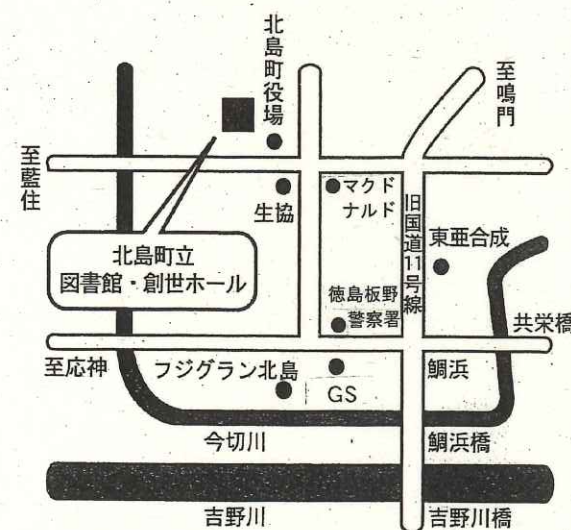 北島町役場
至鳴門
至藍住
生協
マクド
ナルド
旧国道11号線
東亜合成
北島町立
図書館・創世ホール
徳島板野
警察署
共栄橋
至応神
フジグラン北島
GS
鯛浜
今切川
鯛浜橋
吉野川
吉野川橋